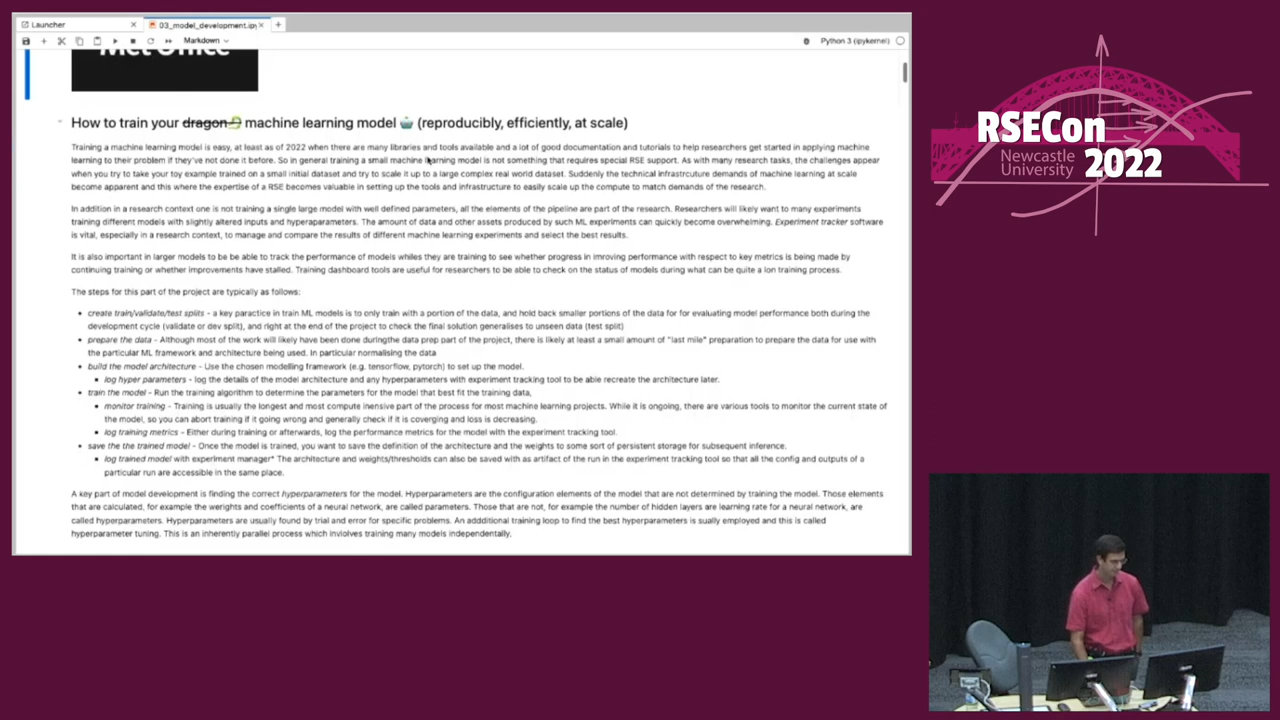 Launcher
03_model_development.ipy
Markdown
Python 3 (ipykernel)
Met Office
How to train your dragon machine learning model (reproducibly, efficiently, at scale)
Training a machine learning model is easy, at least as of 2022 when there are many libraries and tools available and a lot of good documentation and tutorials to help researchers get started in applying machine
learning to their problem if they've not done it before. So in general training a small machine learning model is not something that requires special RSE support. As with many research tasks, the challenges appear
when you try to take your toy example trained on a small initial dataset and try to scale it up to a large complex real world dataset. Suddenly the technical infrastrcuture demands of machine learning at scale
become apparent and this where the expertise of a RSE becomes valuable in setting up the tools and infrastructure to easily scale up the compute to match demands of the research.
In addition in a research context one is not training a single large model with well defined parameters, all the elements of the pipeline are part of the research. Researchers will likely want to many experiments
training different models with slightly altered inputs and hyperaparameters. The amount of data and other assets produced by such ML experiments can quickly become overwhelming. Experiment tracker software
is vital, especially in a research context, to manage and compare the results of different machine learning experiments and select the best results.
It is also important in larger models to be be able to track the performance of models whiles they are training to see whether progress in imroving performance with respect to key metrics is being made by
continuing training or whether improvements have stalled. Training dashboard tools are useful for researchers to be able to check on the status of models during what can be quite a lon training process.
The steps for this part of the project are typically as follows:
create train/validate/test splits - a key paractice in train ML models is to only train with a portion of the data, and hold back smaller portions of the data for for evaluating model performance both during the
development cycle (validate or dev split), and right at the end of the project to check the final solution generalises to unseen data (test split)
prepare the data - Although most of the work will likely have been done duringthe data prep part of the project, there is likely at least a small amount of "last mile" preparation to prepare the data for use with
the particular ML framework and architecture being used. In particular normalising the data
build the model architecture - Use the chosen modelling framework (e.g. tensorflow, pytorch) to set up the model.
log hyper parameters - log the details of the model architecture and any hyperparameters with experiment tracking tool to be able recreate the architecture later.
train the model - Run the training algorithm to determine the parameters for the model that best fit the training data,
monitor training - Training is usually the longest and most compute inensive part of the process for most machine learning projects. While it is ongoing, there are various tools to monitor the current state of
the model, so you can abort training if it going wrong and generally check if it is coverging and loss is decreasing.
log training metrics - Either during training or afterwards, log the performance metrics for the model with the experiment tracking tool.
save the the trained model - Once the model is trained, you want to save the definition of the architecture and the weights to some sort of persistent storage for subsequent inference.
log trained model with experiment manager* The architecture and weights/thresholds can also be saved with as artifact of the run in the experiment tracking tool so that all the config and outputs of a
particular run are accessible in the same place.
A key part of model development is finding the correct hyperparameters for the model. Hyperparameters are the configuration elements of the model that are not determined by training the model. Those elements
that are calculated, for example the weights and coefficients of a neural network, are called parameters. Those that are not, for example the number of hidden layers are learning rate for a neural network, are
called hyperparameters. Hyperparameters are usually found by trial and error for specific problems. An addditional training loop to find the best hyperparameters is sually employed and this is called
hyperparameter tuning. This is an inherently parallel process which involves training many models independently.
RSECon
Newcastle
University
2022